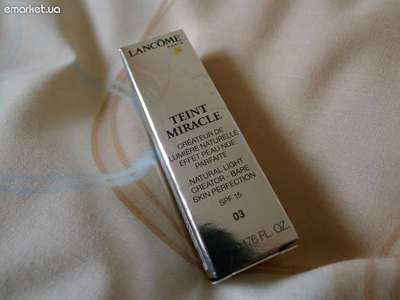 emarket.ua
LANCÔME
PARIS
TEINT
MIRACLE
CRÉATEUR DE
LUMIÈRE NATURELLE
EFFET PEAU NUE
PARFAITE
NATURAL LIGHT
CREATOR - BARE
SKIN PERFECTION
SPF 15
03
FL. OZ.